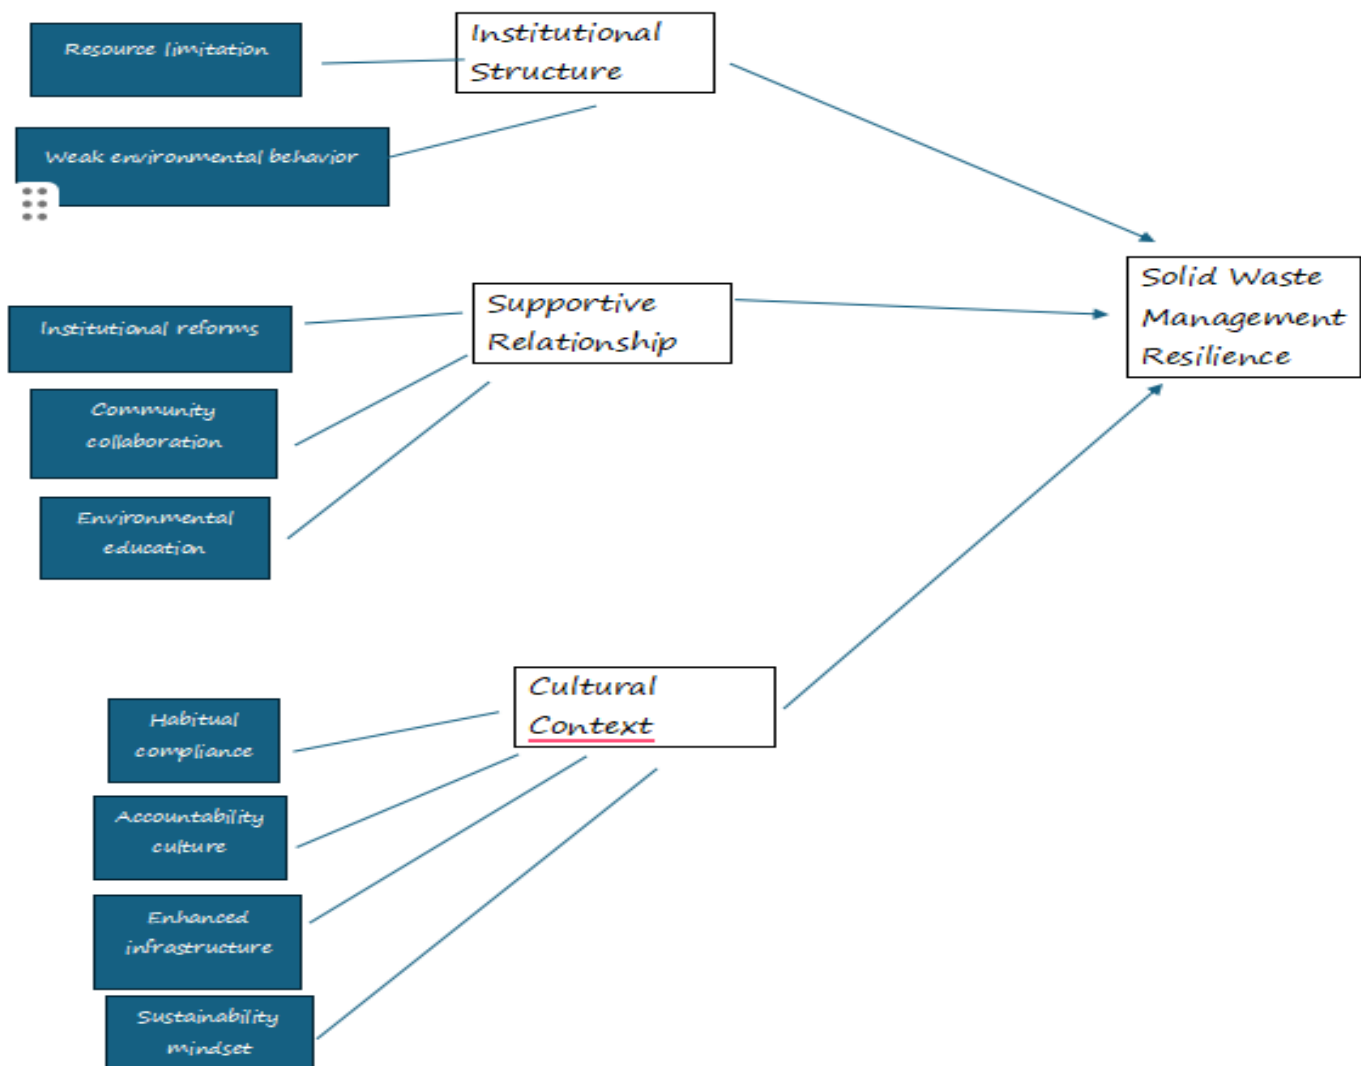 Resource limitation
Institutional
Structure
Weak environmental behavior
Institutional reforms
Supportive
Relationship
Solid Waste
Management
Resilience
Community
collaboration
Environmental
education
Habitual
compliance
Cultural
Context
Accountability
culture
Enhanced
infrastructure
Sustainability
mindset